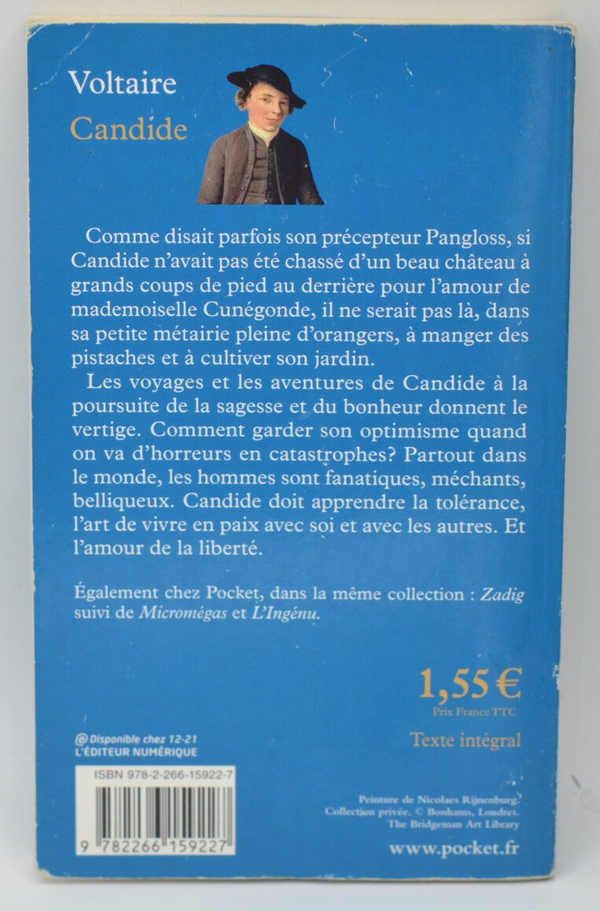 Voltaire
Candide
Comme disait parfois son précepteur Pangloss, si
Candide n'avait pas été chassé d'un beau château à
grands coups de pied au derrière pour l'amour de
mademoiselle Cunégonde, il ne serait pas là, dans
sa petite métairie pleine d'orangers, à manger des
pistaches et à cultiver son jardin.
Les voyages et les aventures de Candide à la
poursuite de la sagesse et du bonheur donnent le
vertige. Comment garder son optimisme quand
on va d'horreurs en catastrophes? Partout dans
le monde, les hommes sont fanatiques, méchants,
belliqueux. Candide doit apprendre la tolérance,
l'art de vivre en paix avec soi et avec les autres. Et
l'amour de la liberté.
Également chez Pocket, dans la même collection : Zadig
suivi de Micromégas et L'Ingénu.
1,55 €
Prix France TTC
Texte intégral
@ Disponible chez 12-21
L'ÉDITEUR NUMÉRIQUE
ISBN 978-2-266-15922-7
9 782266 159227
Peinture de Nicolaes Rijnenburg.
Collection privée. © Bonhams, Londres.
The Bridgeman Art Library
www.pocket.fr